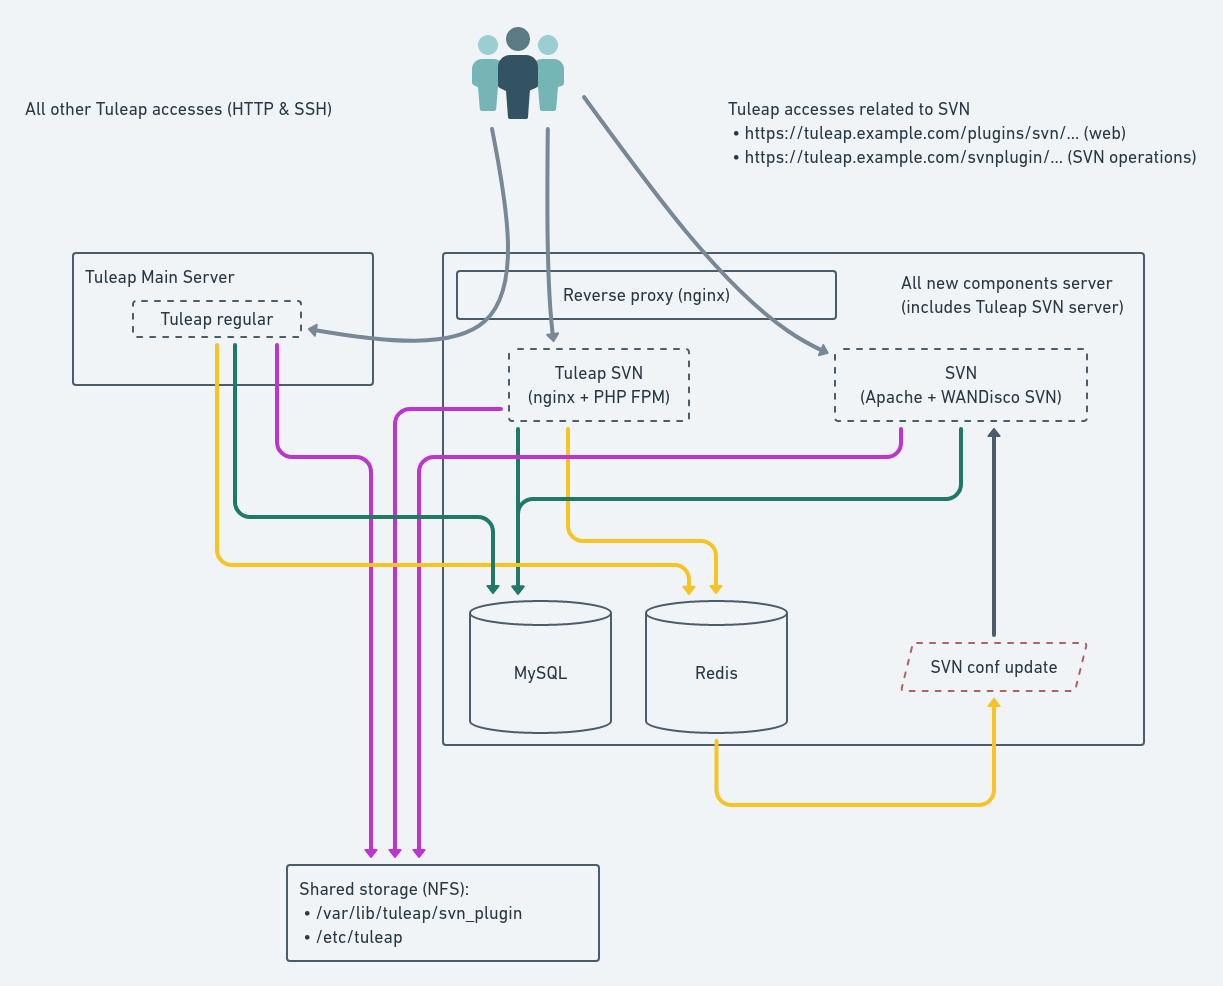 All other Tuleap accesses (HTTP & SSH)
Tuleap accesses related to SVN
• https://tuleap.example.com/plugins/svn/... (web)
• https://tuleap.example.com/svnplugin/... (SVN operations)
Tuleap Main Server
Tuleap regular
Reverse proxy (nginx)
All new components server
(includes Tuleap SVN server)
Tuleap SVN
(nginx + PHP FPM)
SVN
(Apache + WANDisco SVN)
MySQL
Redis
SVN conf update
Shared storage (NFS):
• /var/lib/tuleap/svn_plugin
• /etc/tuleap